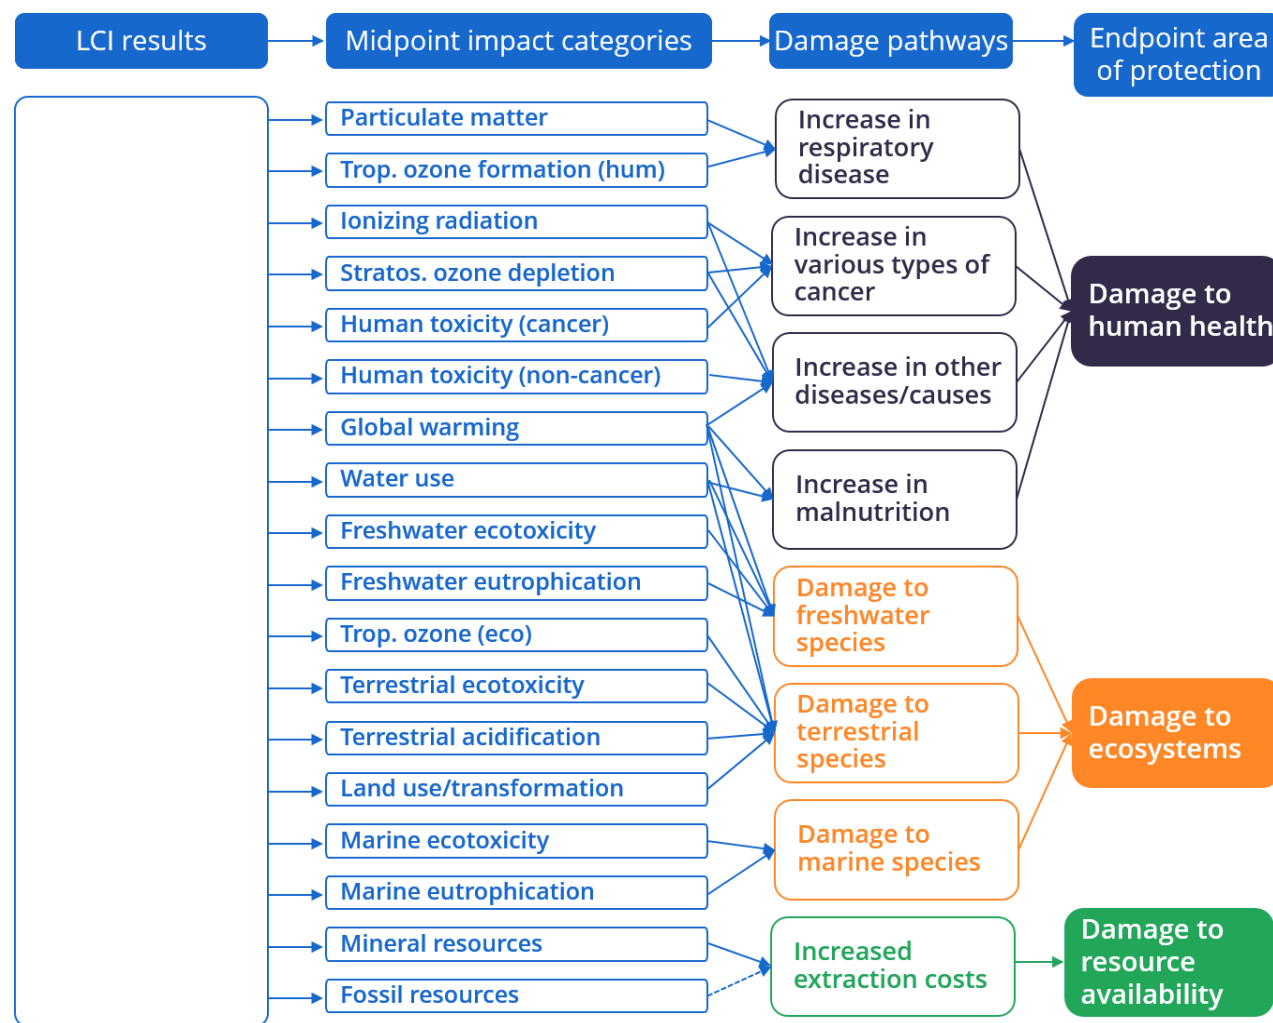 LCI results
Midpoint impact categories
Damage pathways
Endpoint area
of protection
Particulate matter
Trop. ozone formation (hum)
Ionizing radiation
Stratos. ozone depletion
Human toxicity (cancer)
Human toxicity (non-cancer)
Global warming
Water use
Freshwater ecotoxicity
Freshwater eutrophication
Trop. ozone (eco)
Terrestrial ecotoxicity
Terrestrial acidification
Land use/transformation
Marine ecotoxicity
Marine eutrophication
Mineral resources
Fossil resources
Increase in
respiratory
disease
Increase in
various types of
cancer
Increase in other
diseases/causes
Increase in
malnutrition
Damage to
freshwater
species
Damage to
terrestrial
species
Damage to
marine species
Increased
extraction costs
Damage to
human health
Damage to
ecosystems
Damage to
resource
availability